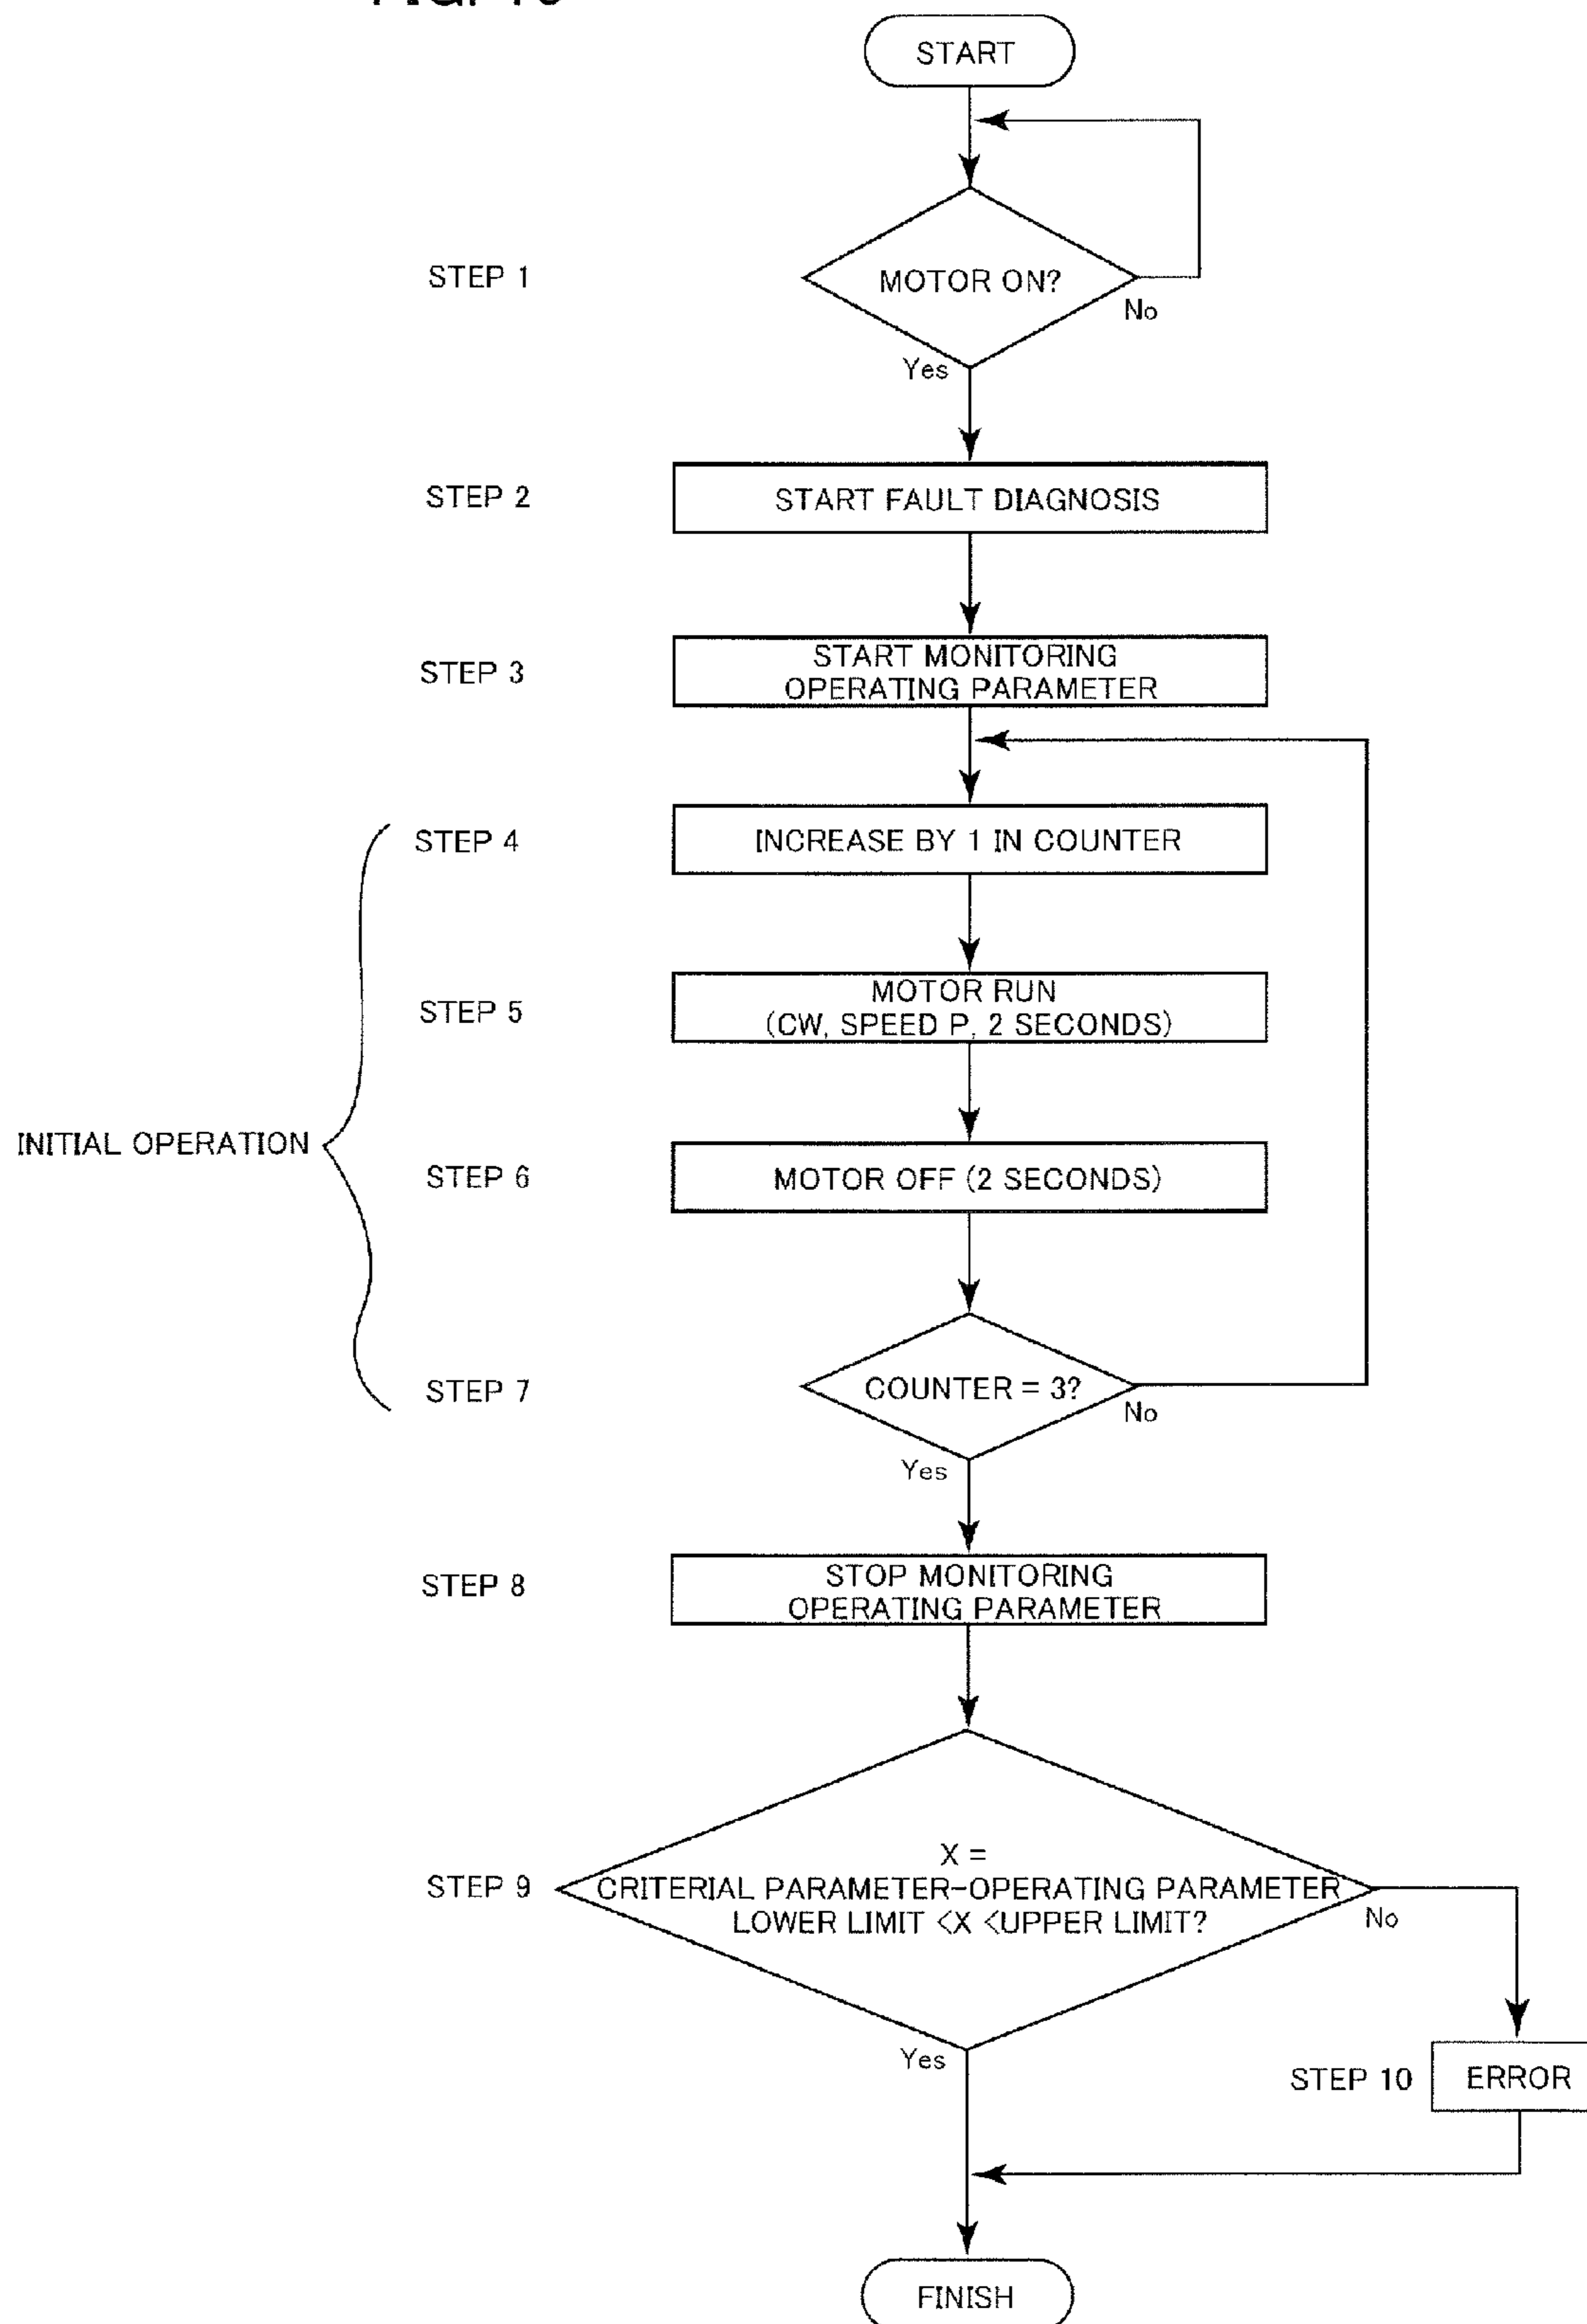 START
STEP 1
MOTOR ON?
No
Yes
STEP 2
START FAULT DIAGNOSIS
STEP 3
START MONITORING
OPERATING PARAMETER
STEP 4
INCREASE BY 1 IN COUNTER
STEP 5
MOTOR RUN
(CW, SPEED P, 2 SECONDS)
INITIAL OPERATION
STEP 6
MOTOR OFF (2 SECONDS)
STEP 7
COUNTER = 3?
No
Yes
STEP 8
STOP MONITORING
OPERATING PARAMETER
STEP 9
X =
CRITERIAL PARAMETER-OPERATING PARAMETER
LOWER LIMIT <X <UPPER LIMIT?
No
Yes
STEP 10
ERROR
FINISH